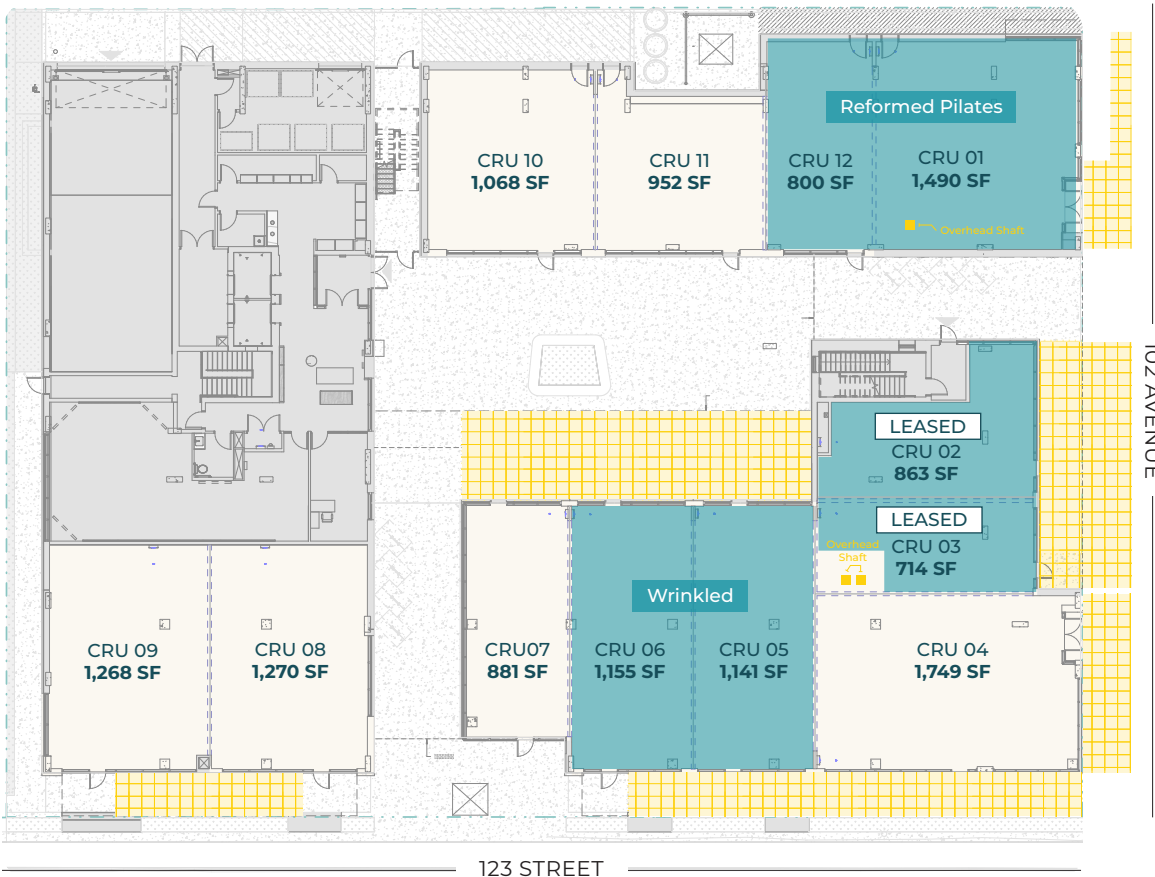 Reformed Pilates
CRU 10
1,068 SF
CRU 11
952 SF
CRU 12
800 SF
CRU 01
1,490 SF
Overhead Shaft
102 AVENUE
LEASED
CRU 02
863 SF
LEASED
CRU 03
714 SF
Overhead
Shaft
Wrinkled
CRU 09
1,268 SF
CRU 08
1,270 SF
CRU07
881 SF
CRU 06
1,155 SF
CRU 05
1,141 SF
CRU 04
1,749 SF
123 STREET